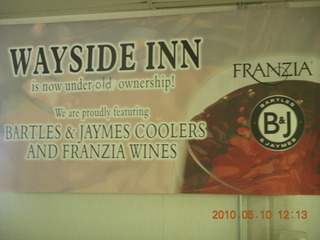 WAYSIDE INN
is now under old ownership!
We are proudly featuring
BARTLES & JAYMES COOLERS
AND FRANZIA WINES
FRANZIA
BARTLES
B&J
& JAYMES
2010.05.10 12:13